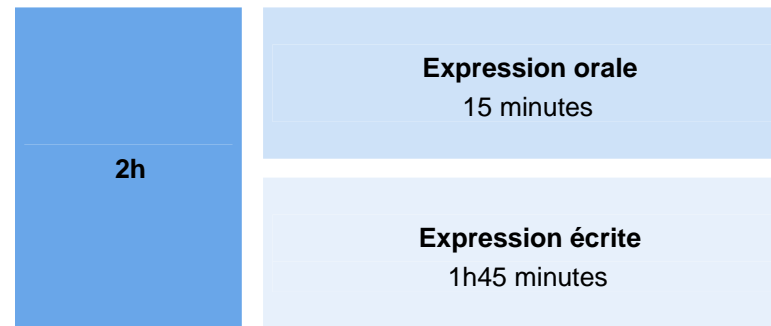 2h
Expression orale
15 minutes
Expression écrite
1h45 minutes